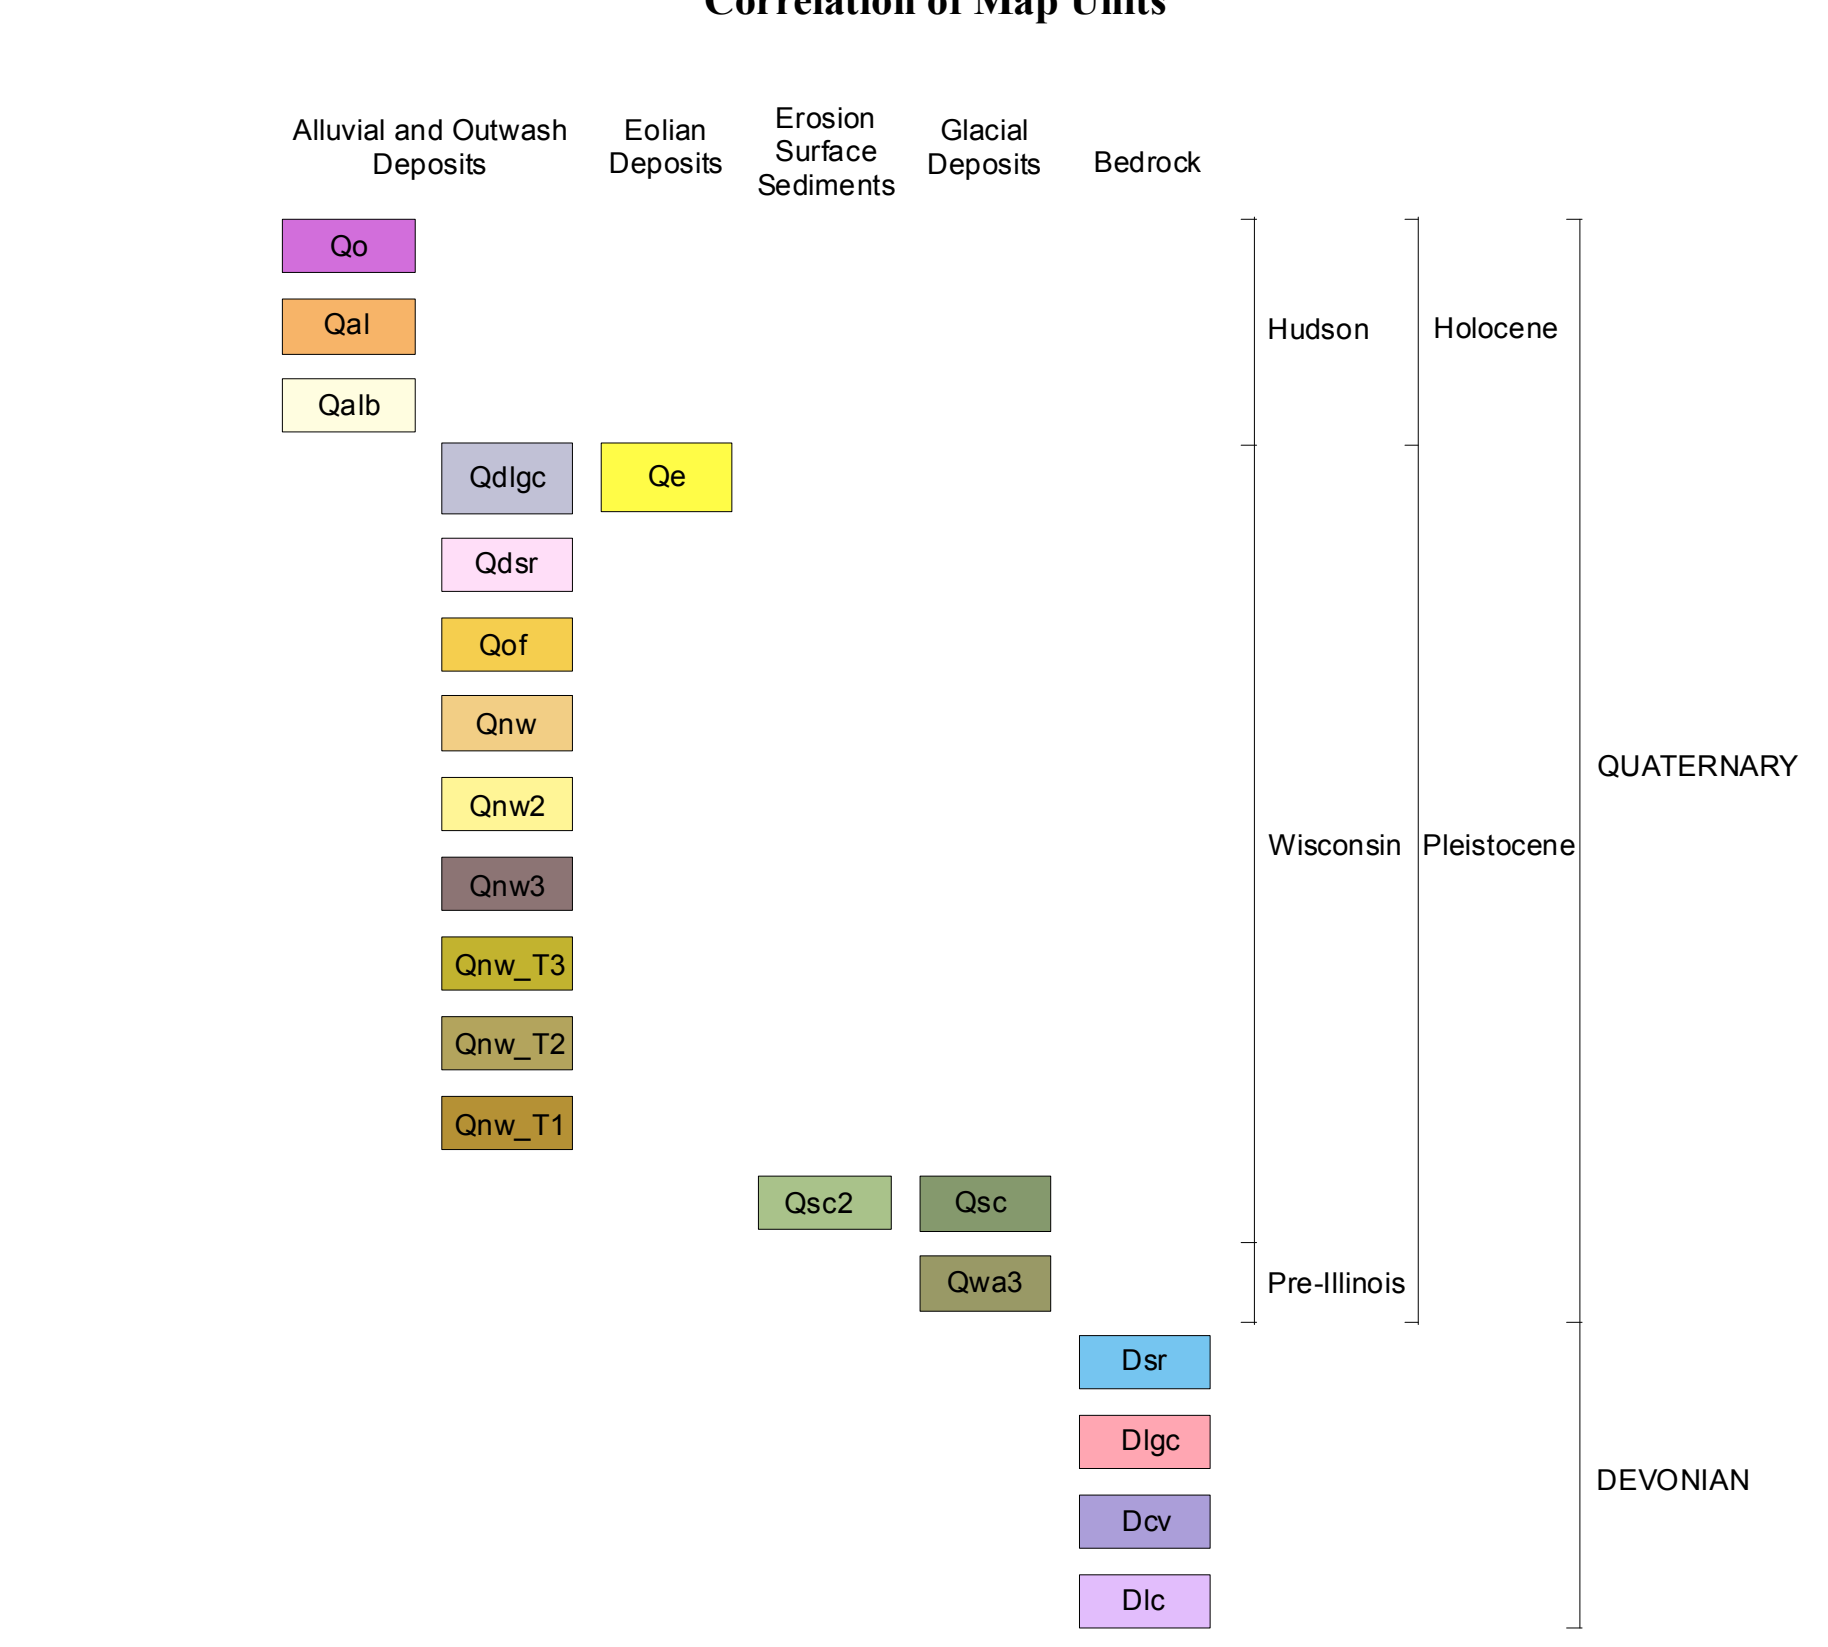 Correlation of Map Units
Alluvial and Outwash
Deposits
Eolian
Deposits
Erosion
Surface
Sediments
Glacial
Deposits
Bedrock
Qo
Qal
Hudson
Holocene
Qalb
Qdlgc
Qe
Qdsr
Qof
Qnw
QUATERNARY
Qnw2
Wisconsin
Pleistocene
Qnw3
Qnw_T3
Qnw_T2
Qnw_T1
Qsc2
Qsc
Qwa3
Pre-Illinois
Dsr
Dlgc
DEVONIAN
Dcv
Dlc